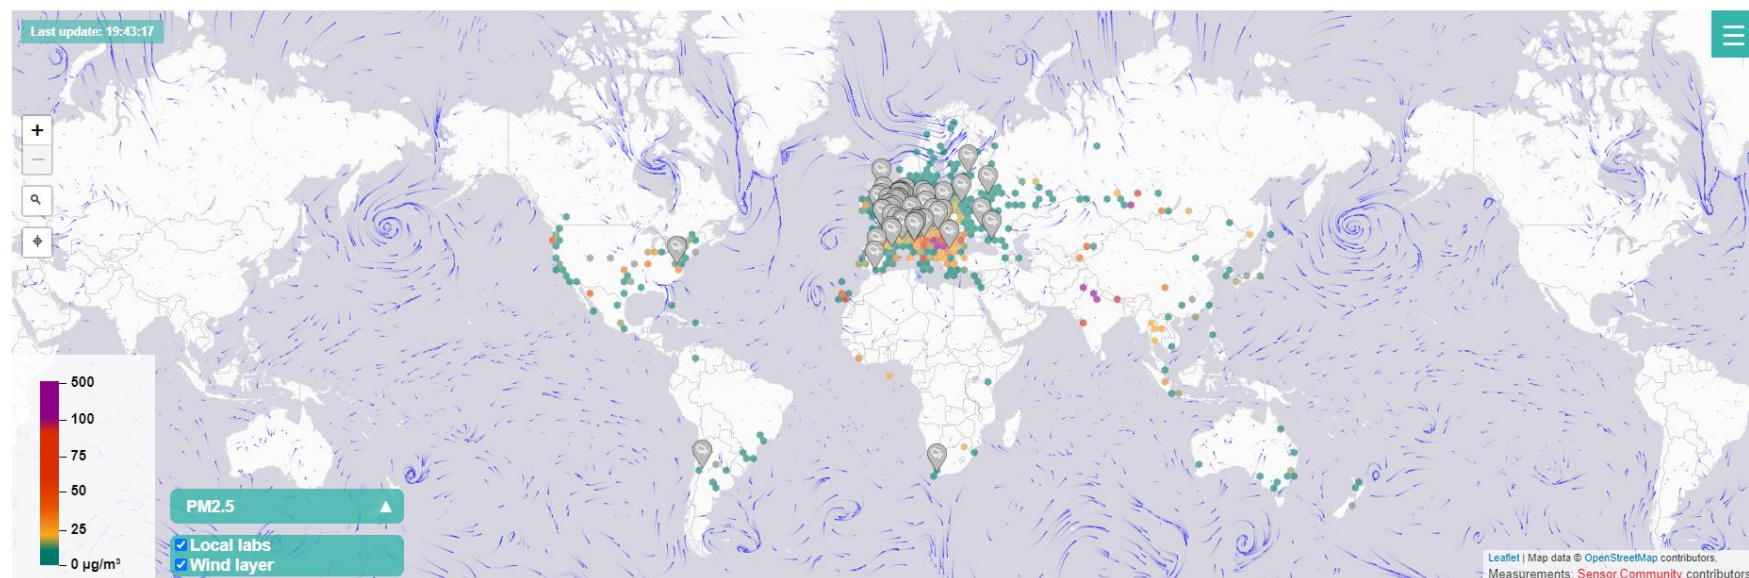 Last update: 19:43:17
+
−
500
100
75
50
25
0 µg/m³
PM2.5 ▲
Local labs
Wind layer
Leaflet | Map data © OpenStreetMap contributors,
Measurements: Sensor.Community contributors